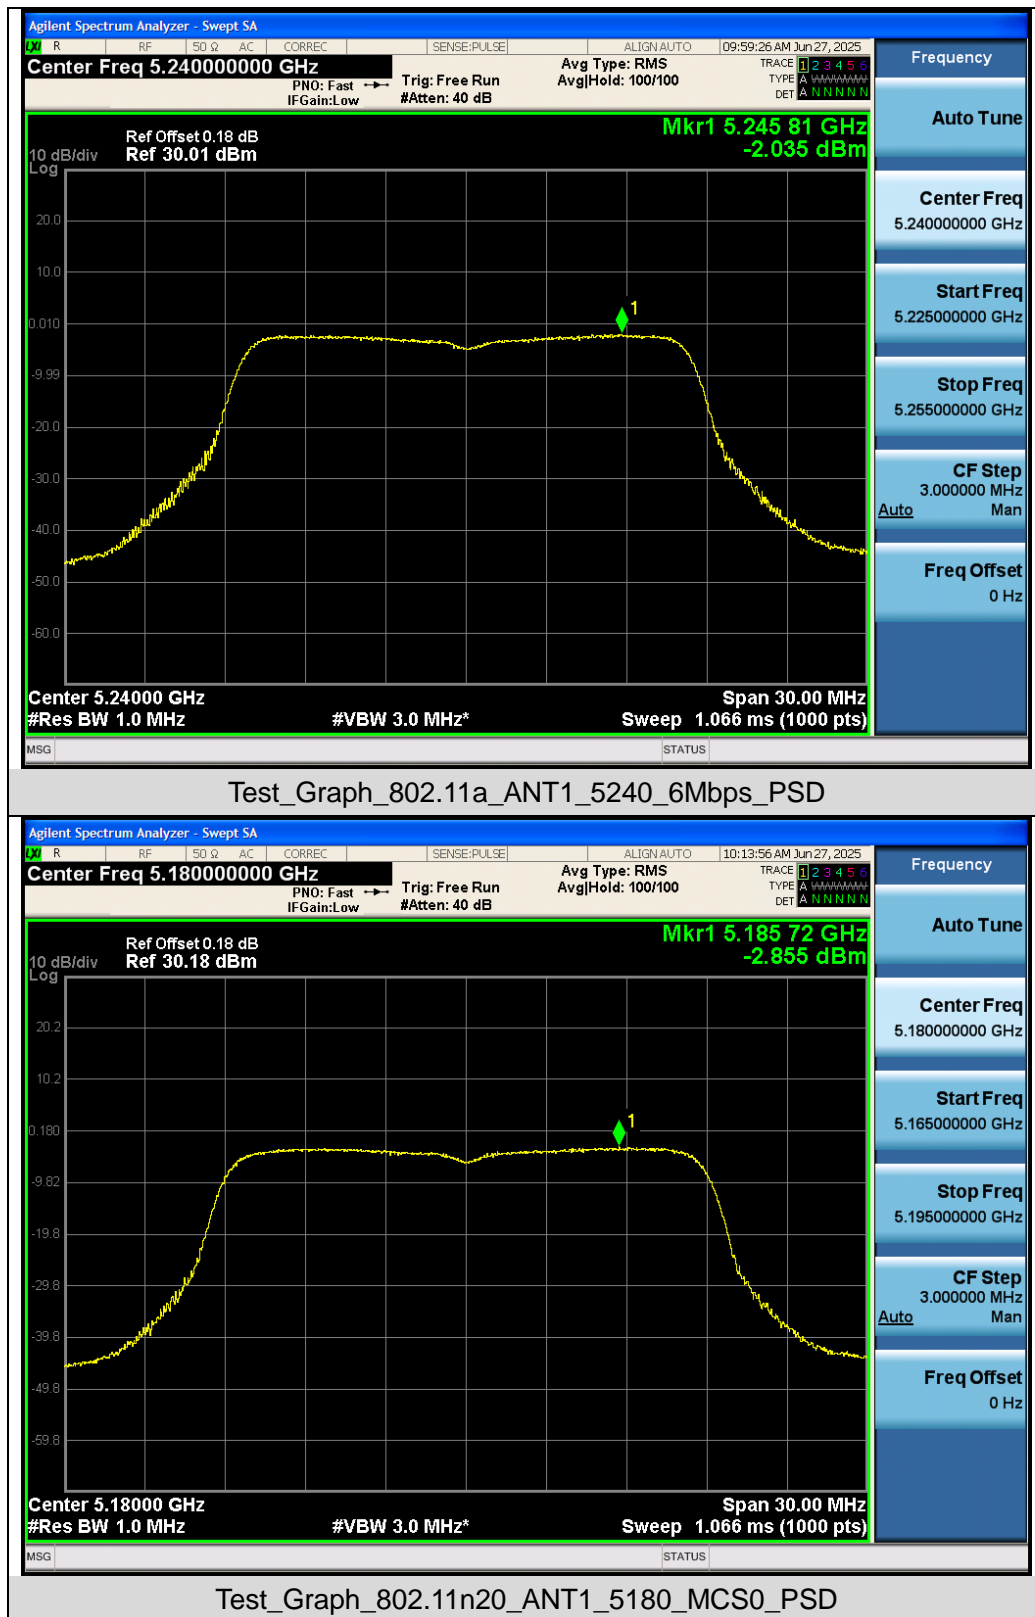 Agilent Spectrum Analyzer - Swept SA
LXI R RF 50 Ω AC CORREC SENSE:PULSE ALIGN AUTO 09:59:26 AM Jun 27, 2025
Center Freq 5.240000000 GHz
PNO: Fast
IFGain:Low
Trig: Free Run
#Atten: 40 dB
Avg Type: RMS
Avg|Hold: 100/100
TRACE 1 2 3 4 5 6
TYPE A WWWWW
DET A N N N N N
Ref Offset 0.18 dB
10 dB/div Ref 30.01 dBm
Log
Mkr1 5.245 81 GHz
-2.035 dBm
20.0
10.0
0.010
-9.99
-20.0
-30.0
-40.0
-50.0
-60.0
1
Center 5.24000 GHz Span 30.00 MHz
#Res BW 1.0 MHz #VBW 3.0 MHz* Sweep 1.066 ms (1000 pts)
MSG STATUS
Frequency
Auto Tune
Center Freq
5.240000000 GHz
Start Freq
5.225000000 GHz
Stop Freq
5.255000000 GHz
CF Step
3.000000 MHz
Auto Man
Freq Offset
0 Hz
Test_Graph_802.11a_ANT1_5240_6Mbps_PSD
Agilent Spectrum Analyzer - Swept SA
LXI R RF 50 Ω AC CORREC SENSE:PULSE ALIGN AUTO 10:13:56 AM Jun 27, 2025
Center Freq 5.180000000 GHz
PNO: Fast
IFGain:Low
Trig: Free Run
#Atten: 40 dB
Avg Type: RMS
Avg|Hold: 100/100
TRACE 1 2 3 4 5 6
TYPE A WWWWW
DET A N N N N N
Ref Offset 0.18 dB
10 dB/div Ref 30.18 dBm
Log
Mkr1 5.185 72 GHz
-2.855 dBm
20.2
10.2
0.180
-9.82
-19.8
-29.8
-39.8
-49.8
-59.8
1
Center 5.18000 GHz Span 30.00 MHz
#Res BW 1.0 MHz #VBW 3.0 MHz* Sweep 1.066 ms (1000 pts)
MSG STATUS
Frequency
Auto Tune
Center Freq
5.180000000 GHz
Start Freq
5.165000000 GHz
Stop Freq
5.195000000 GHz
CF Step
3.000000 MHz
Auto Man
Freq Offset
0 Hz
Test_Graph_802.11n20_ANT1_5180_MCS0_PSD